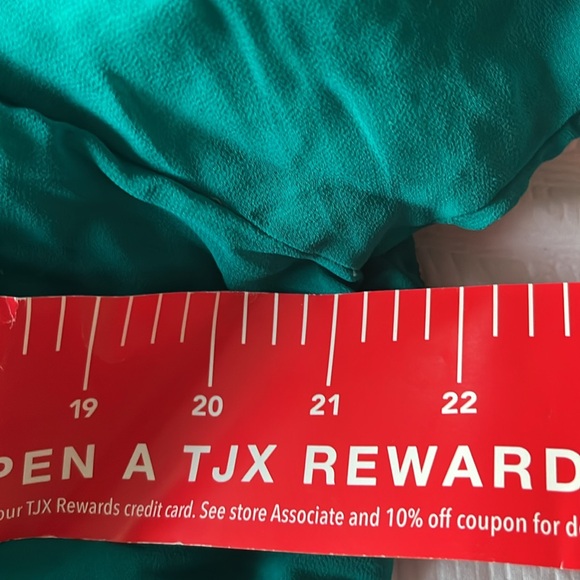 19 20 21 22
PEN A TJX REWARD
our TJX Rewards credit card. See store Associate and 10% off coupon for d